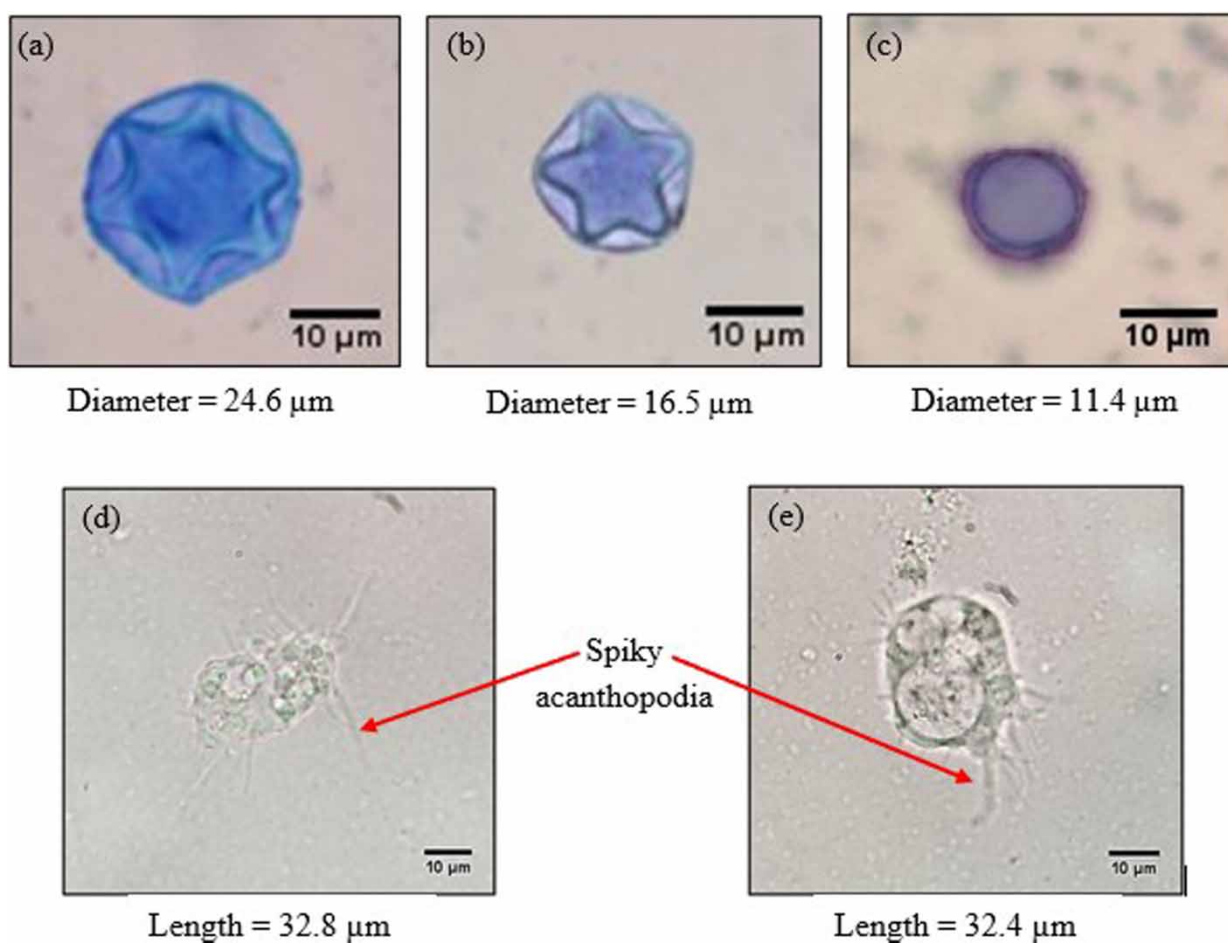 (a)
(b)
(c)
10 µm
10 µm
10 µm
Diameter = 24.6 µm
Diameter = 16.5 µm
Diameter = 11.4 µm
(d)
(e)
Spiky
acanthopodia
10 µm
10 µm
Length = 32.8 µm
Length = 32.4 µm